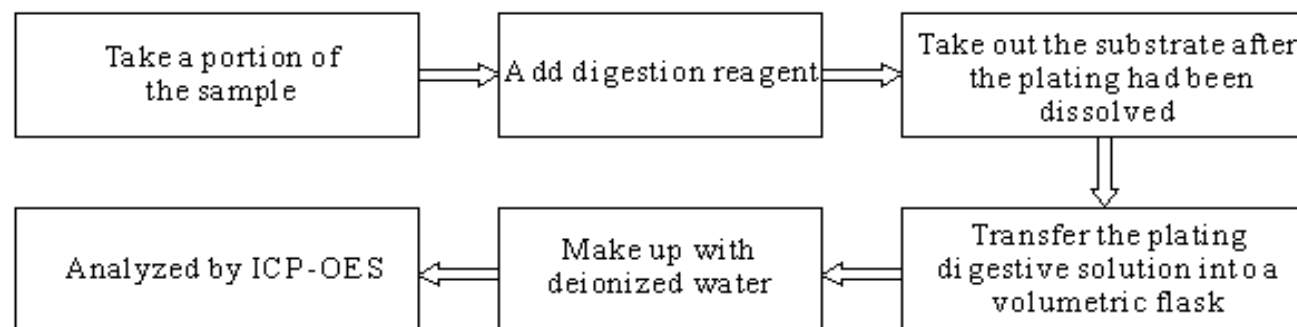 Take a portion of
the sample
Add digestion reagent
Take out the substrate after
the plating had been
dissolved
Transfer the plating
digestive solution into a
volumetric flask
Make up with
deionized water
Analyzed by ICP-OES